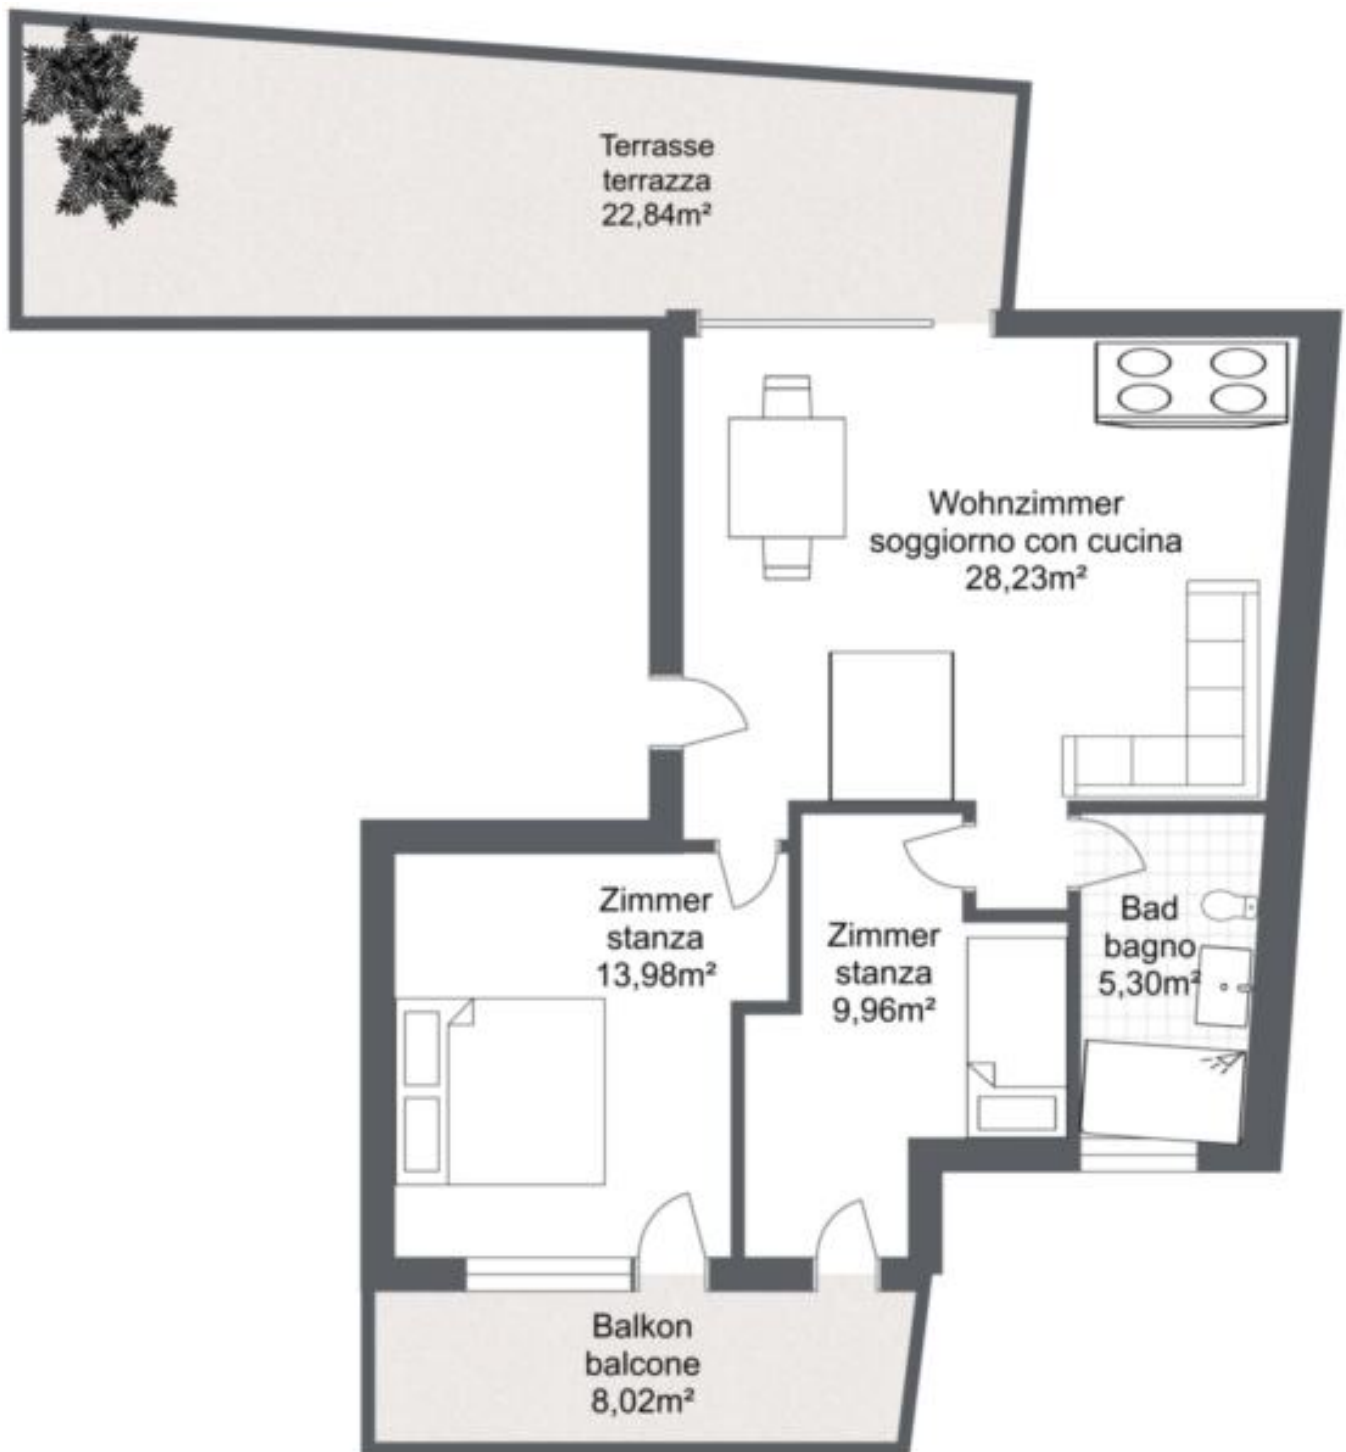 Terrasse
terrazza
22,84m²
Wohnzimmer
soggiorno con cucina
28,23m²
Zimmer
stanza
13,98m²
Zimmer
stanza
9,96m²
Bad
bagno
5,30m²
Balkon
balcone
8,02m²